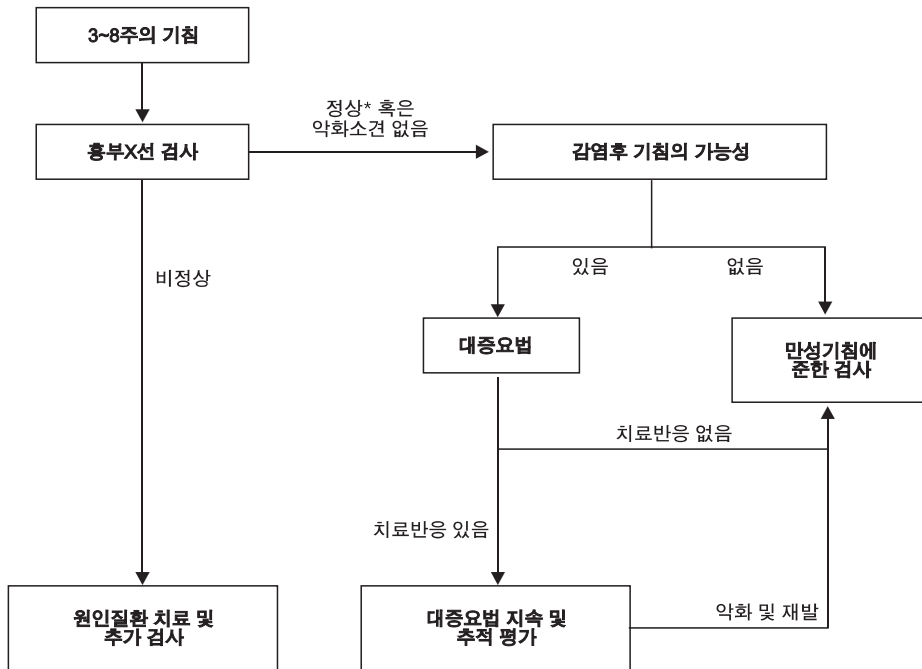 3~8주의 기침
정상* 혹은
악화소견 없음
흉부X선 검사
감염후 기침의 가능성
비정상
있음
없음
대증요법
만성기침에
준한 검사
치료반응 없음
치료반응 있음
원인질환 치료 및
추가 검사
대증요법 지속 및
추적 평가
악화 및 재발